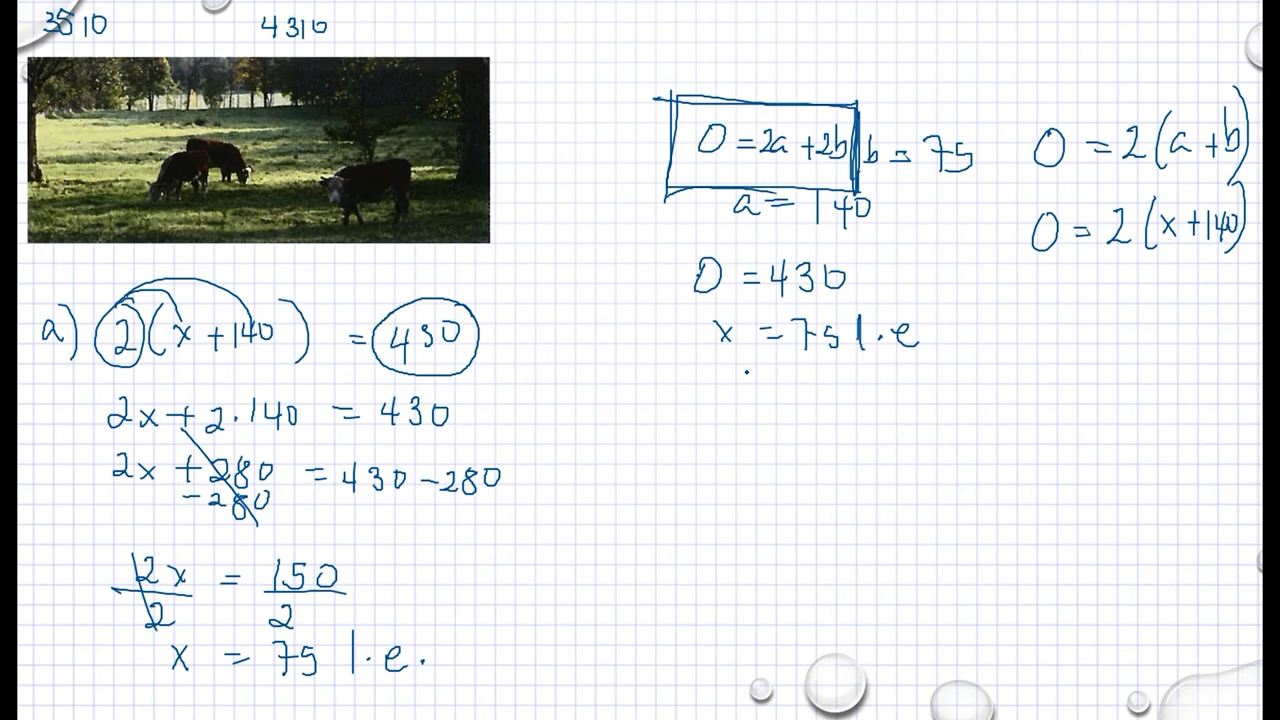 3510
4310
a) 2(x + 140) = 430
2x + 2·140 = 430
2x + 280 = 430 - 280
- 280
2x = 150
2 2
x = 75 l.e.
O = 2a + 2b
b = 75
a = 140
O = 430
x = 75 l.e
O = 2(a + b)
O = 2(x + 140)